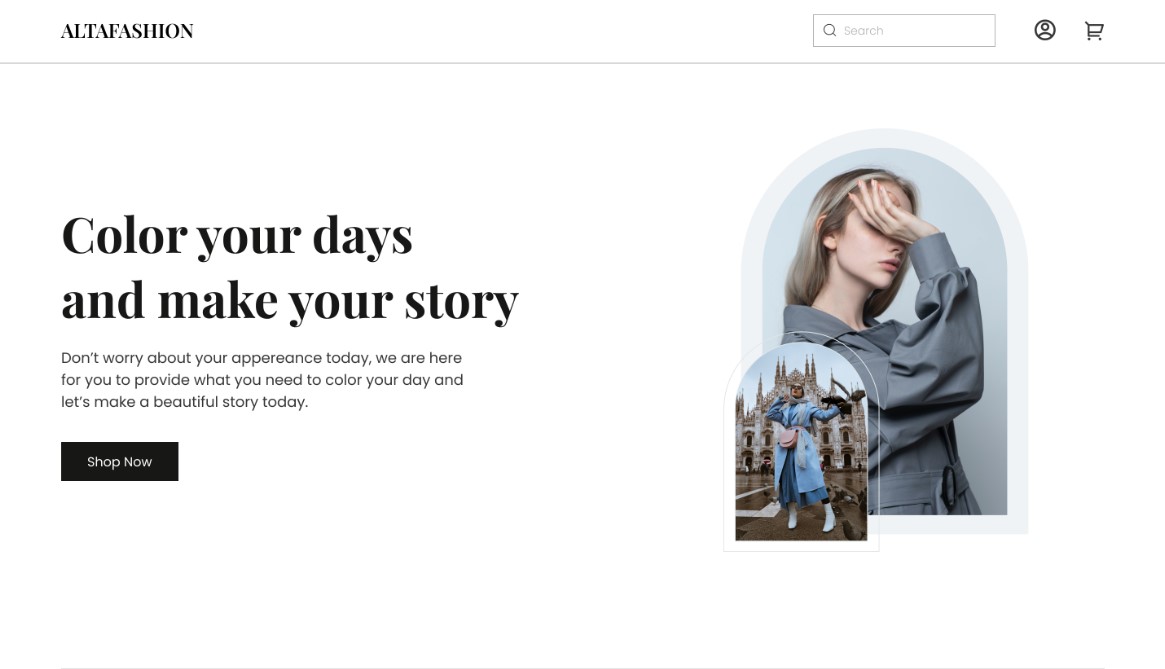 ALTAFASHION
Search
Color your days
and make your story
Don’t worry about your appereance today, we are here
for you to provide what you need to color your day and
let’s make a beautiful story today.
Shop Now